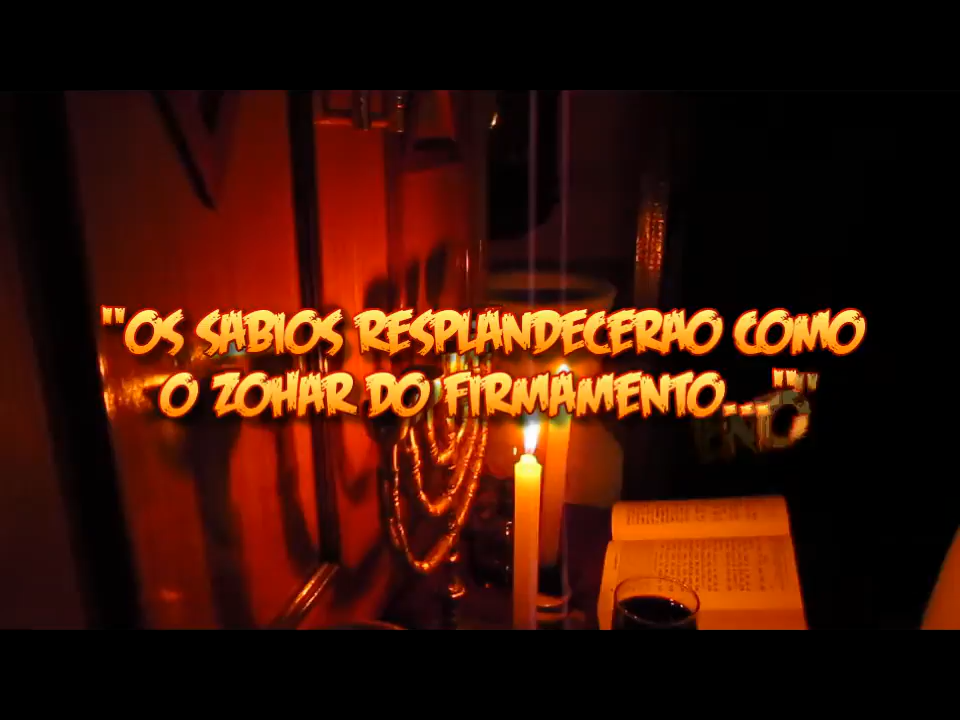 "OS SABIOS RESPLANDECERAO COMO
O ZOHAR DO FIRMAMENTO..."